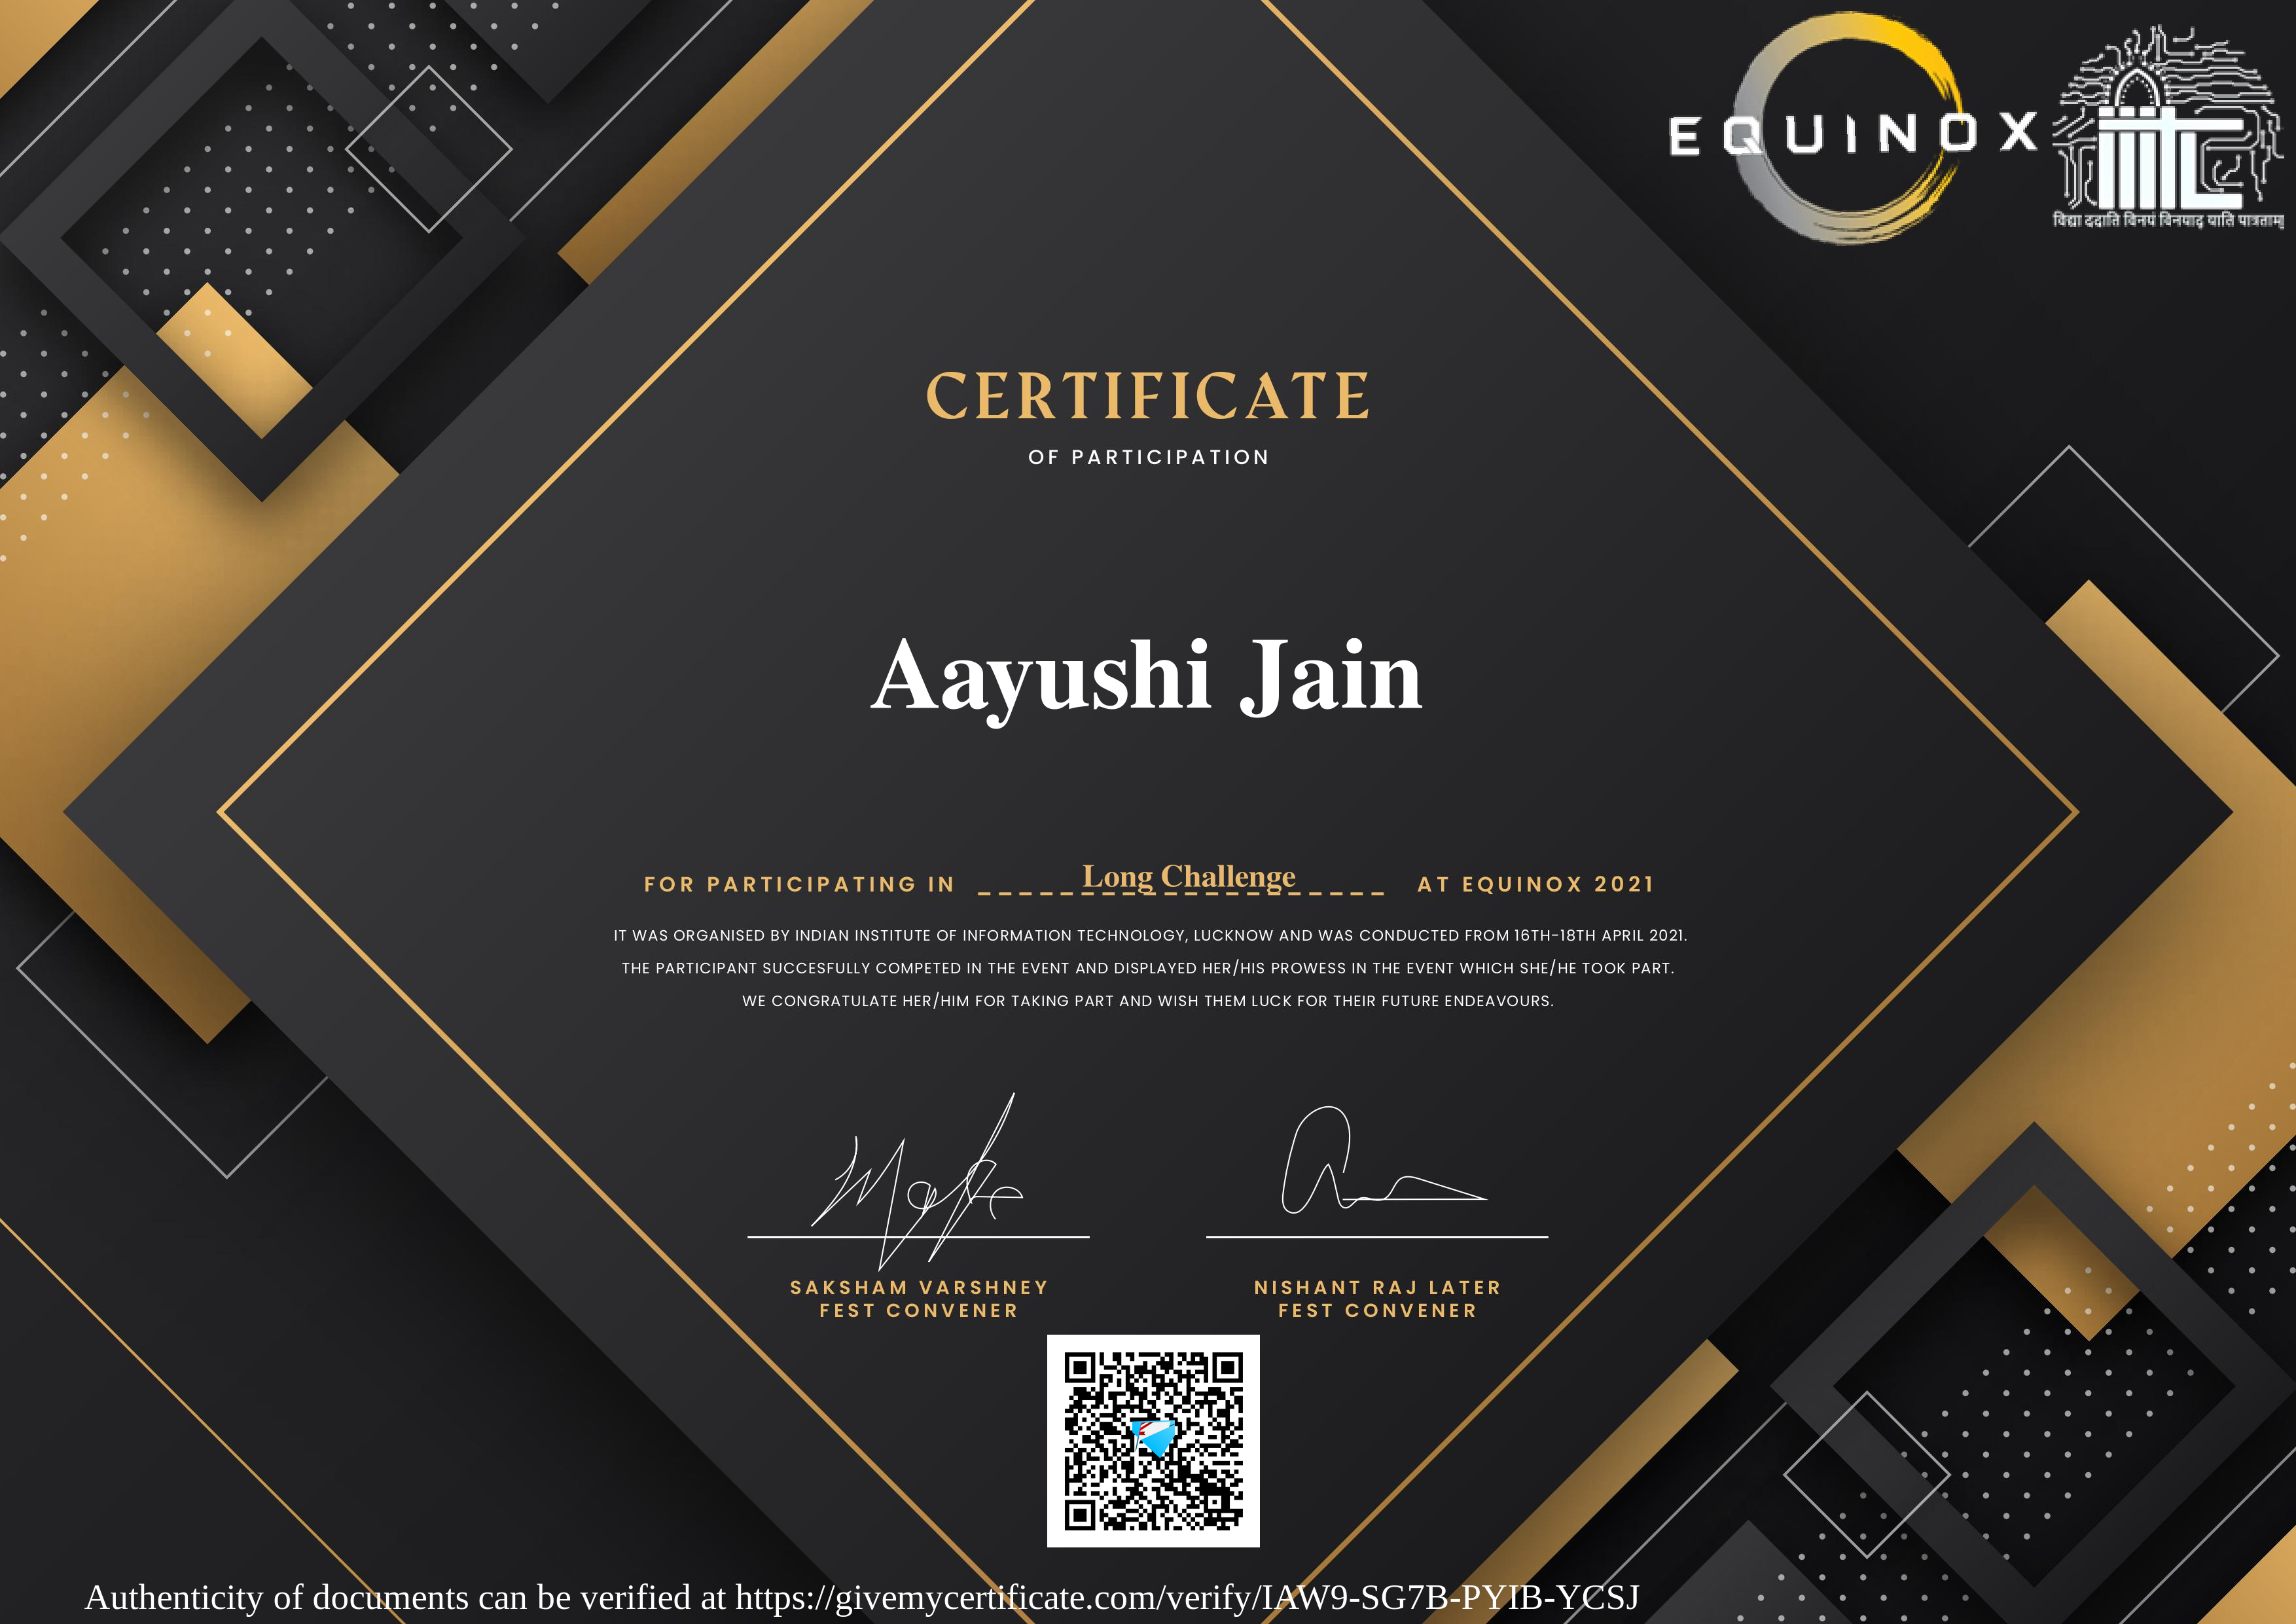 EQUINOX
IIITL
विद्या ददाति विनयं विनयाद् याति पात्रताम्
CERTIFICATE
OF PARTICIPATION
Aayushi Jain
FOR PARTICIPATING IN Long Challenge AT EQUINOX 2021
IT WAS ORGANISED BY INDIAN INSTITUTE OF INFORMATION TECHNOLOGY, LUCKNOW AND WAS CONDUCTED FROM 16TH-18TH APRIL 2021.
THE PARTICIPANT SUCCESFULLY COMPETED IN THE EVENT AND DISPLAYED HER/HIS PROWESS IN THE EVENT WHICH SHE/HE TOOK PART.
WE CONGRATULATE HER/HIM FOR TAKING PART AND WISH THEM LUCK FOR THEIR FUTURE ENDEAVOURS.
SAKSHAM VARSHNEY NISHANT RAJ LATER
FEST CONVENER FEST CONVENER
Authenticity of documents can be verified at https://givemycertificate.com/verify/IAW9-SG7B-PYIB-YCSJ